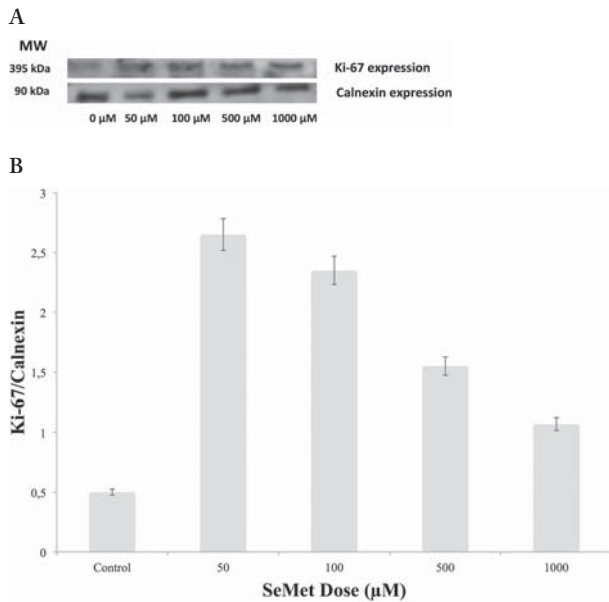 A
MW
395 kDa
Ki-67 expression
90 kDa
Calnexin expression
0 µM 50 µM 100 µM 500 µM 1000 µM
B
3
2,5
2
1,5
1
0,5
0
Ki-67/Calnexin
Control 50 100 500 1000
SeMet Dose (µM)